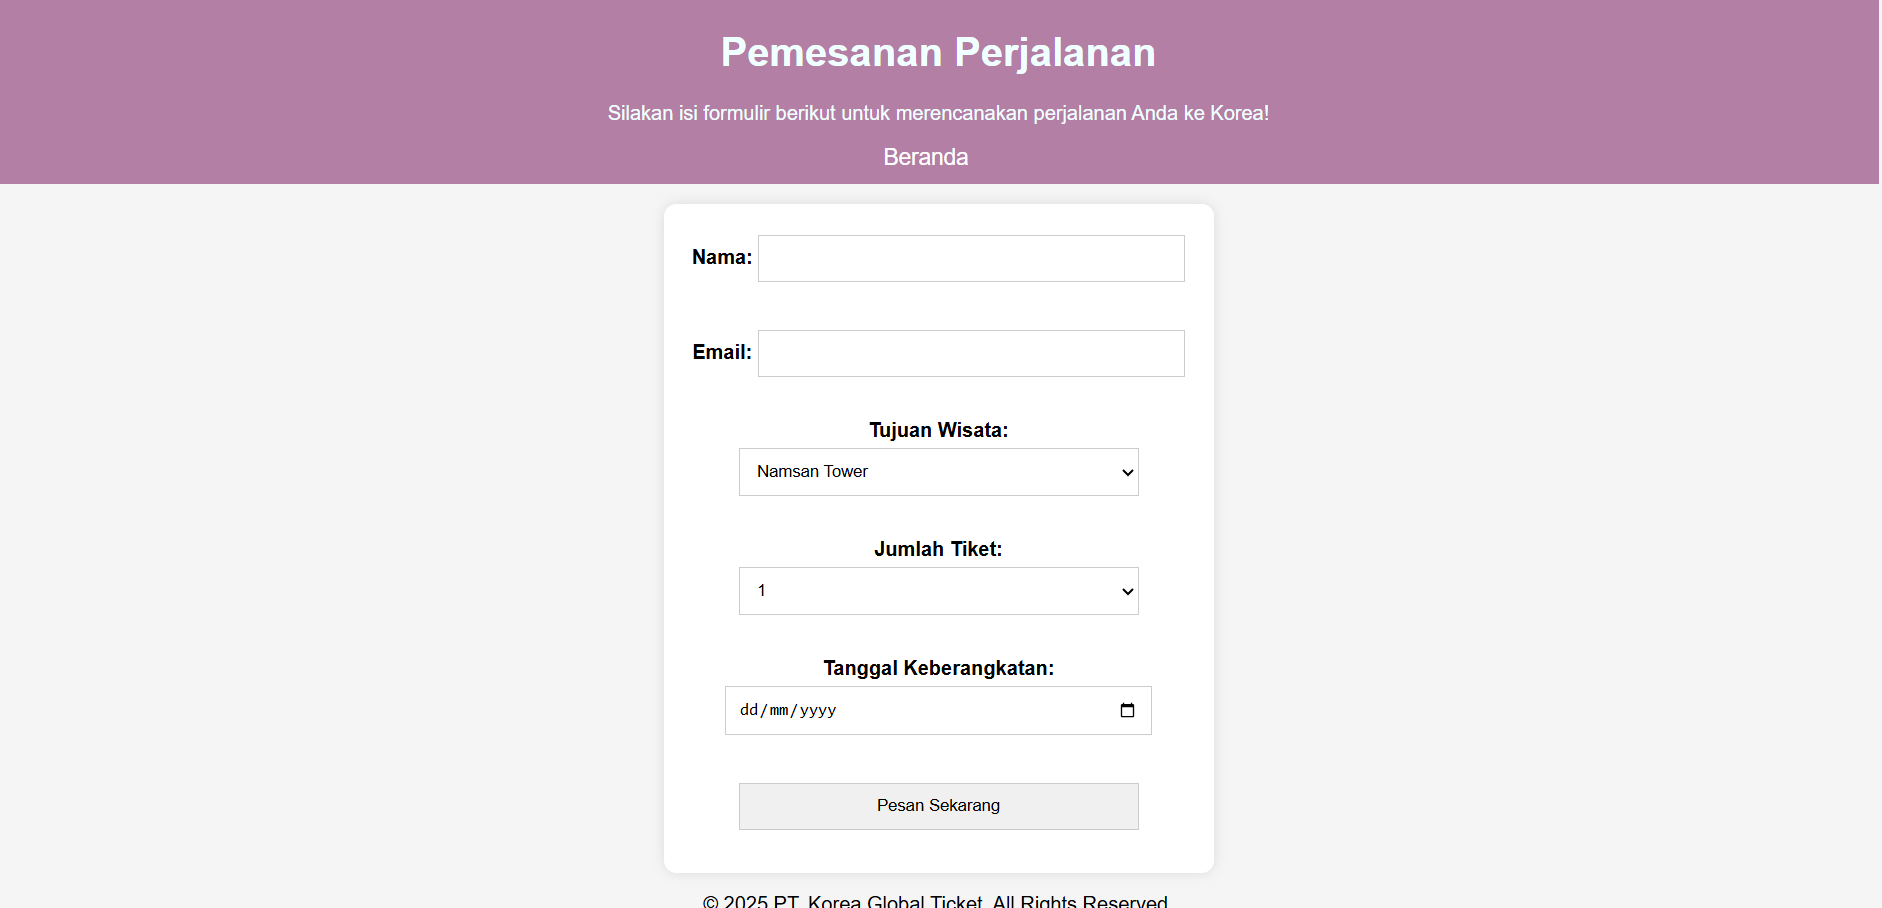 Pemesanan Perjalanan
Silakan isi formulir berikut untuk merencanakan perjalanan Anda ke Korea!
Beranda
Nama:
Email:
Tujuan Wisata:
Namsan Tower
Jumlah Tiket:
1
Tanggal Keberangkatan:
dd/mm/yyyy
Pesan Sekarang
© 2025 PT. Korea Global Ticket. All Rights Reserved.